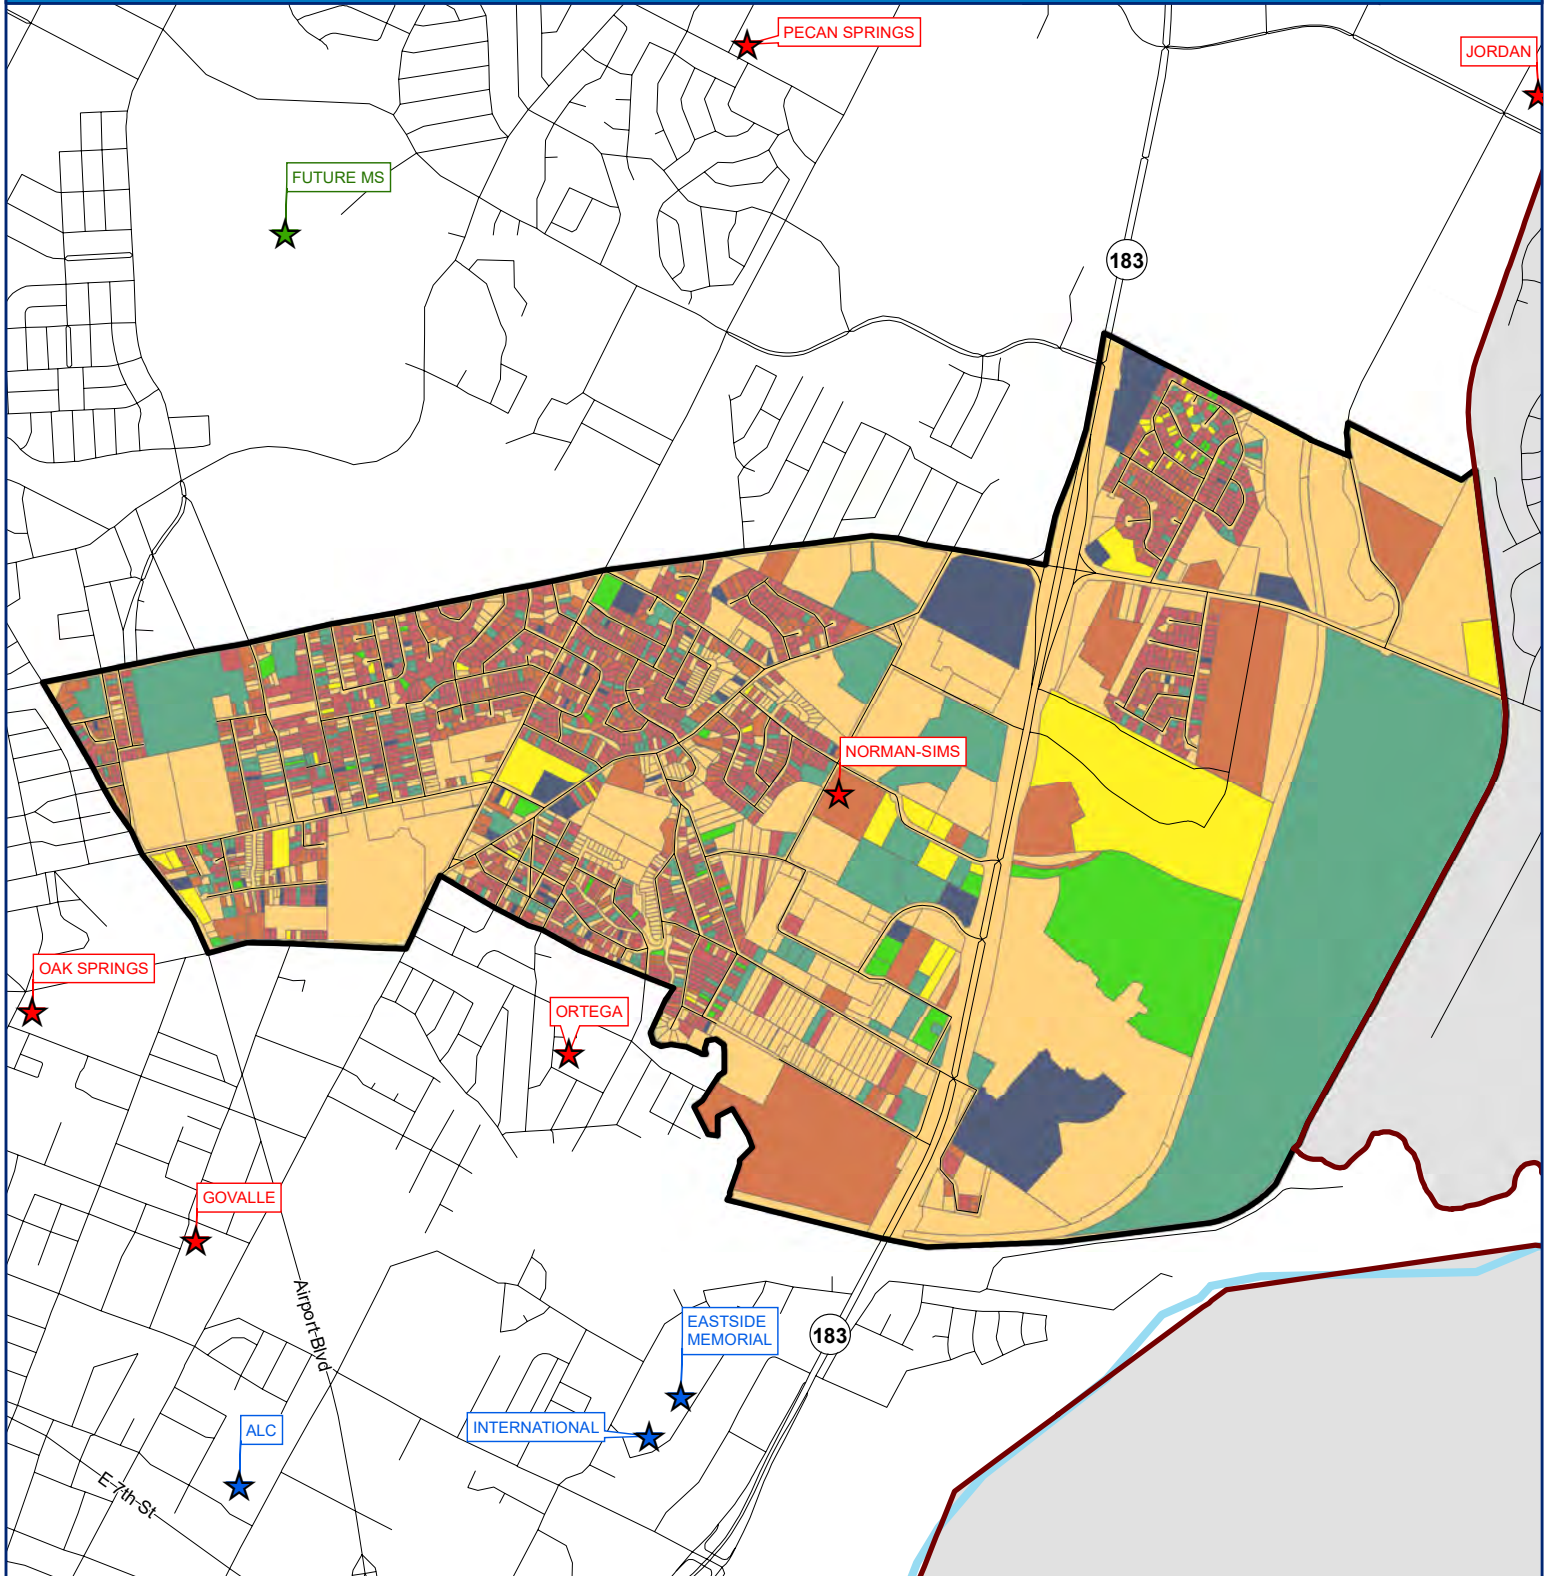 PECAN SPRINGS
JORDAN
FUTURE MS
183
NORMAN-SIMS
OAK SPRINGS
ORTEGA
GOVALLE
Airport Blvd
EASTSIDE
MEMORIAL
183
INTERNATIONAL
ALC
E 7th St